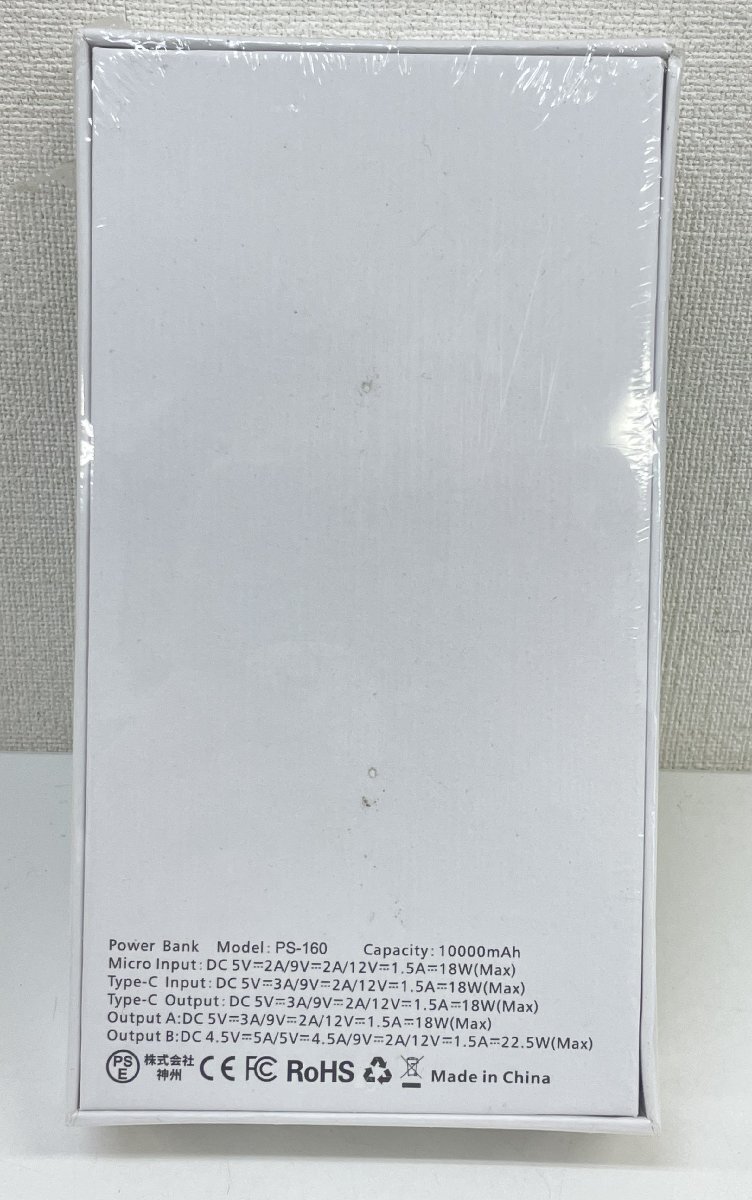 Power Bank Model: PS-160 Capacity: 10000mAh
Micro Input: DC 5V⎓2A/9V⎓2A/12V⎓1.5A⎓18W(Max)
Type-C Input: DC 5V⎓3A/9V⎓2A/12V⎓1.5A⎓18W(Max)
Type-C Output: DC 5V⎓3A/9V⎓2A/12V⎓1.5A⎓18W(Max)
Output A:DC 5V⎓3A/9V⎓2A/12V⎓1.5A⎓18W(Max)
Output B:DC 4.5V⎓5A/5V⎓4.5A/9V⎓2A/12V⎓1.5A⎓22.5W(Max)
PS E 株式会社 神州 CE FC RoHS Made in China